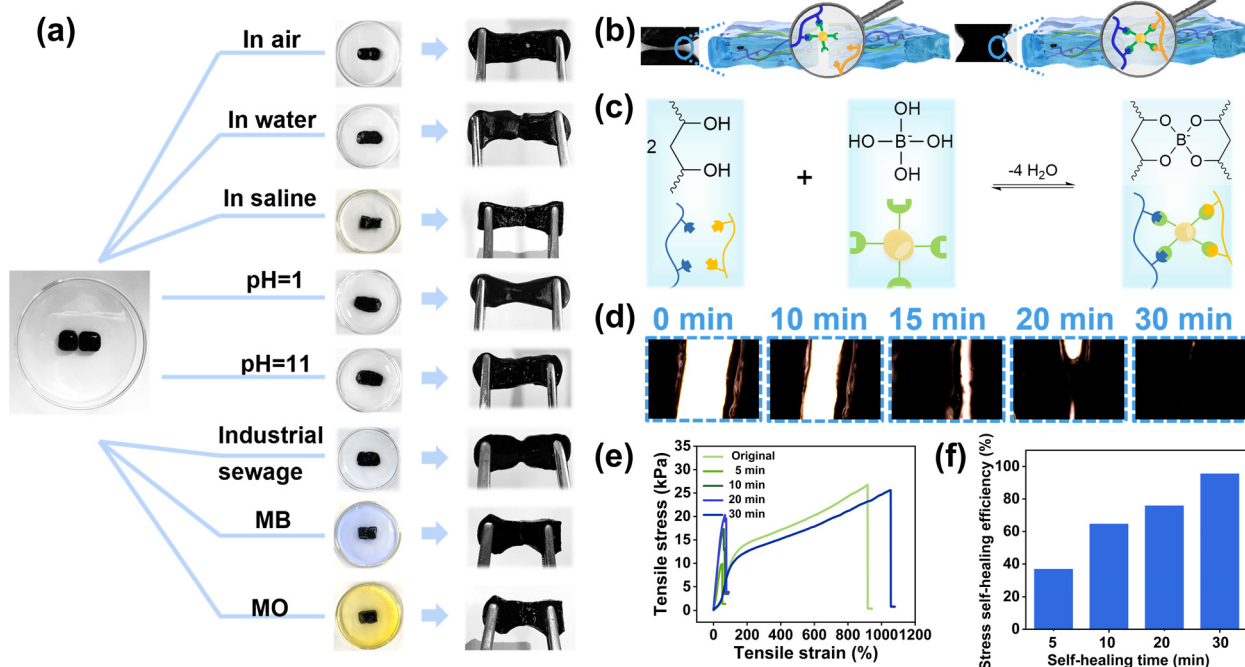 (a)
In air
In water
In saline
pH=1
pH=11
Industrial
sewage
MB
MO
(b)
(c)
2
OH
OH
+
OH
HO
B⁻
OH
OH
-4 H₂O
O
O
B⁻
O
O
(d)
0 min
10 min
15 min
20 min
30 min
(e)
Tensile stress (kPa)
35
30
25
20
15
10
5
0
Original
5 min
10 min
20 min
30 min
0
200
400
600
800
1000
1200
Tensile strain (%)
(f)
Stress self-healing efficiency (%)
100
80
60
40
20
0
5
10
20
30
Self-healing time (min)